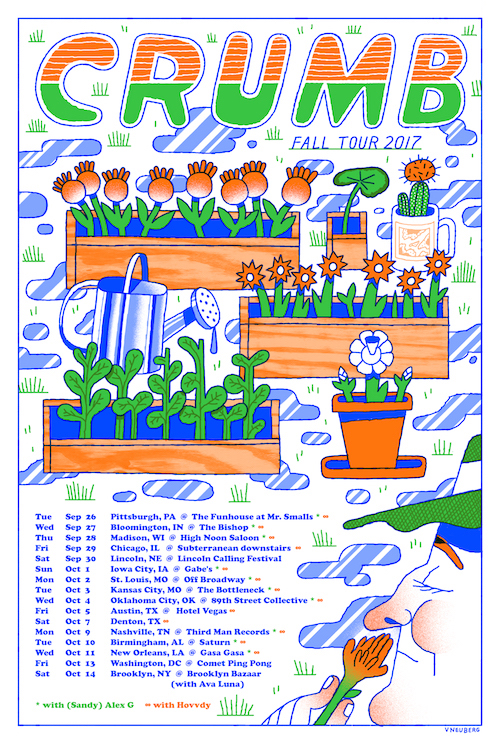 CRUMB
FALL TOUR 2017
Tue Sep 26 Pittsburgh, PA @ The Funhouse at Mr. Smalls * ∞
Wed Sep 27 Bloomington, IN @ The Bishop * ∞
Thu Sep 28 Madison, WI @ High Noon Saloon * ∞
Fri Sep 29 Chicago, IL @ Subterranean downstairs ∞
Sat Sep 30 Lincoln, NE @ Lincoln Calling Festival
Sun Oct 1 Iowa City, IA @ Gabe's * ∞
Mon Oct 2 St. Louis, MO @ Off Broadway * ∞
Tue Oct 3 Kansas City, MO @ The Bottleneck * ∞
Wed Oct 4 Oklahoma City, OK @ 89th Street Collective * ∞
Fri Oct 5 Austin, TX @ Hotel Vegas ∞
Sat Oct 7 Denton, TX ∞
Mon Oct 9 Nashville, TN @ Third Man Records * ∞
Tue Oct 10 Birmingham, AL @ Saturn * ∞
Wed Oct 11 New Orleans, LA @ Gasa Gasa * ∞
Fri Oct 13 Washington, DC @ Comet Ping Pong
Sat Oct 14 Brooklyn, NY @ Brooklyn Bazaar
(with Ava Luna)
* with (Sandy) Alex G ∞ with Hovvdy
VNEUBERG